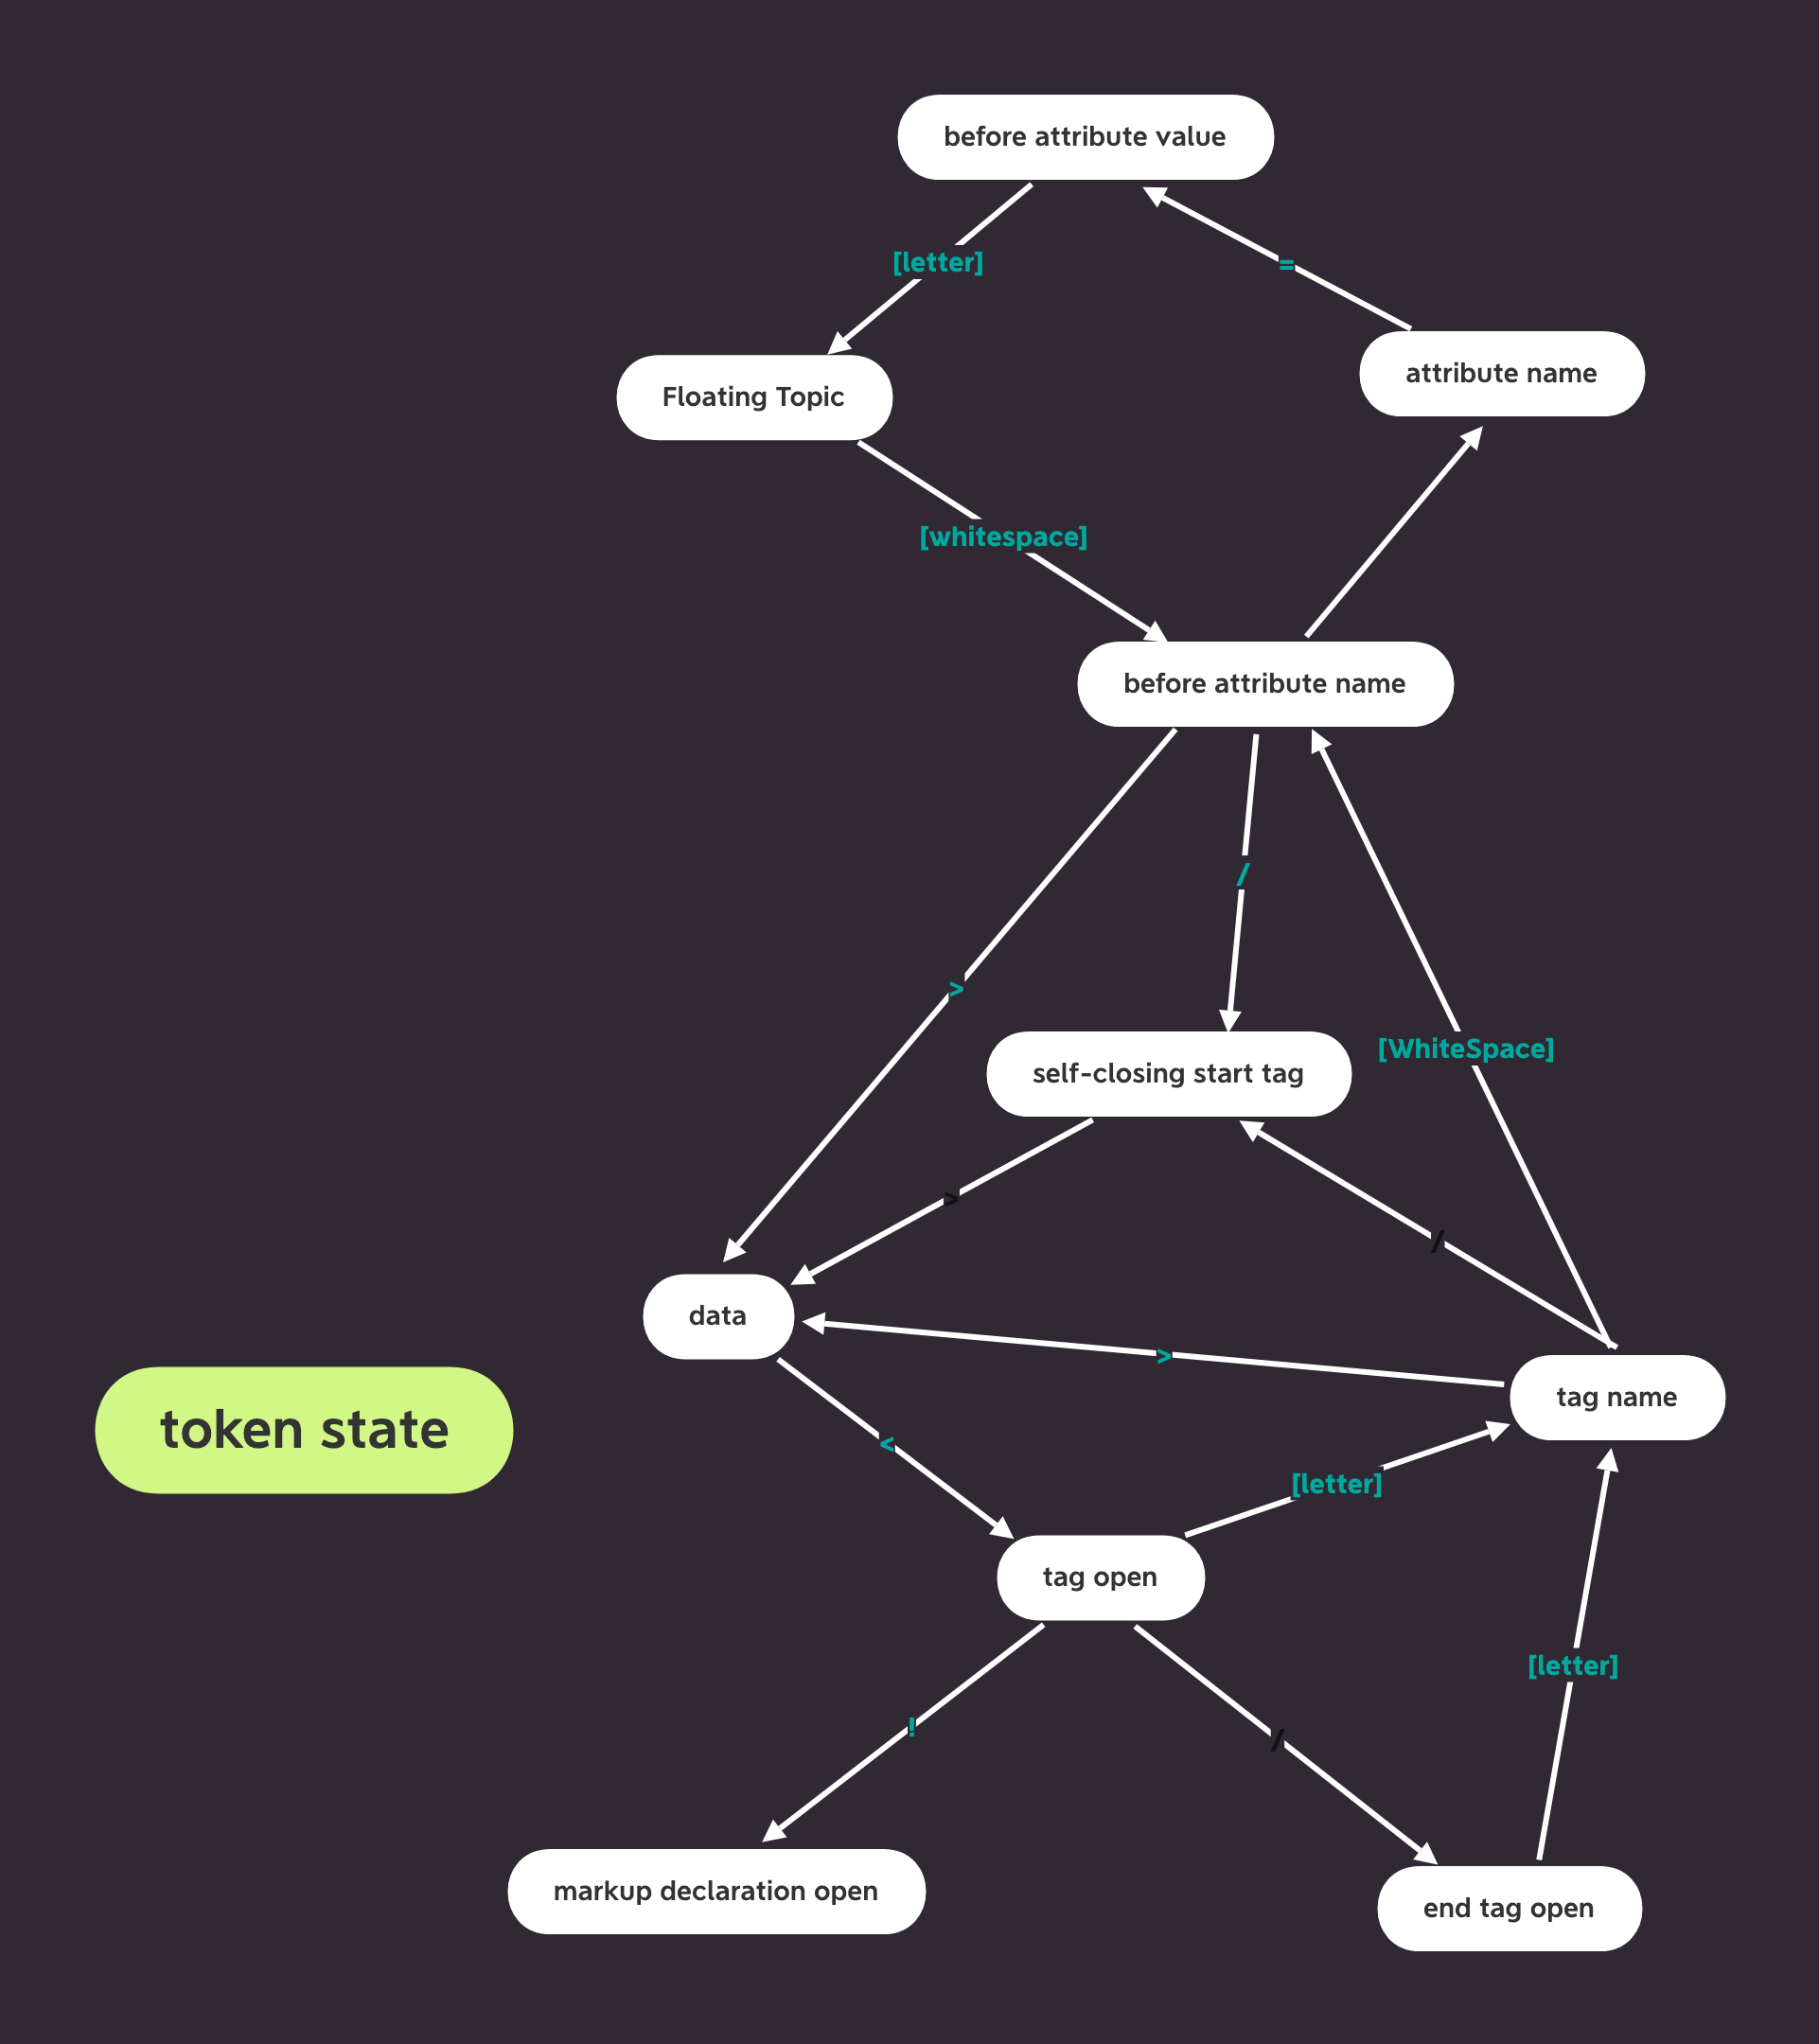 before attribute value
[letter]
=
Floating Topic
attribute name
[whitespace]
before attribute name
/
>
[WhiteSpace]
self-closing start tag
>
/
data
>
tag name
token state
<
[letter]
tag open
[letter]
!
/
markup declaration open
end tag open